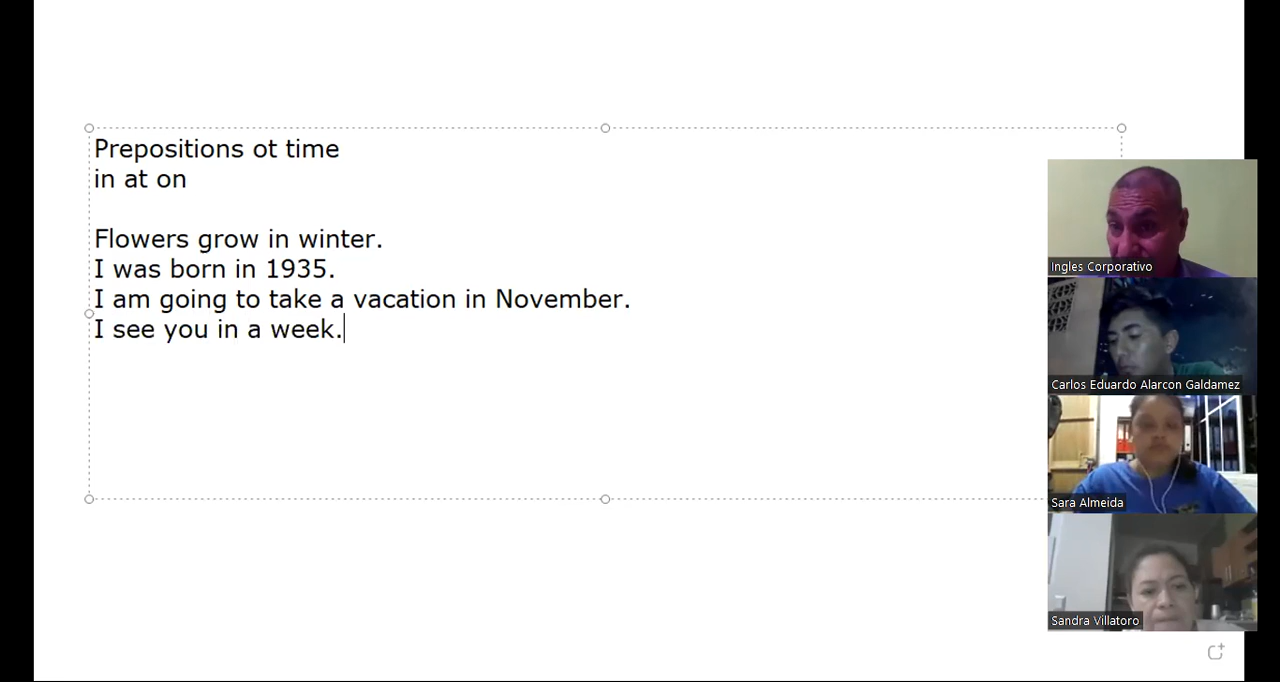 Prepositions ot time
in at on
Flowers grow in winter.
I was born in 1935.
I am going to take a vacation in November.
I see you in a week.
Ingles Corporativo
Carlos Eduardo Alarcon Galdamez
Sara Almeida
Sandra Villatoro